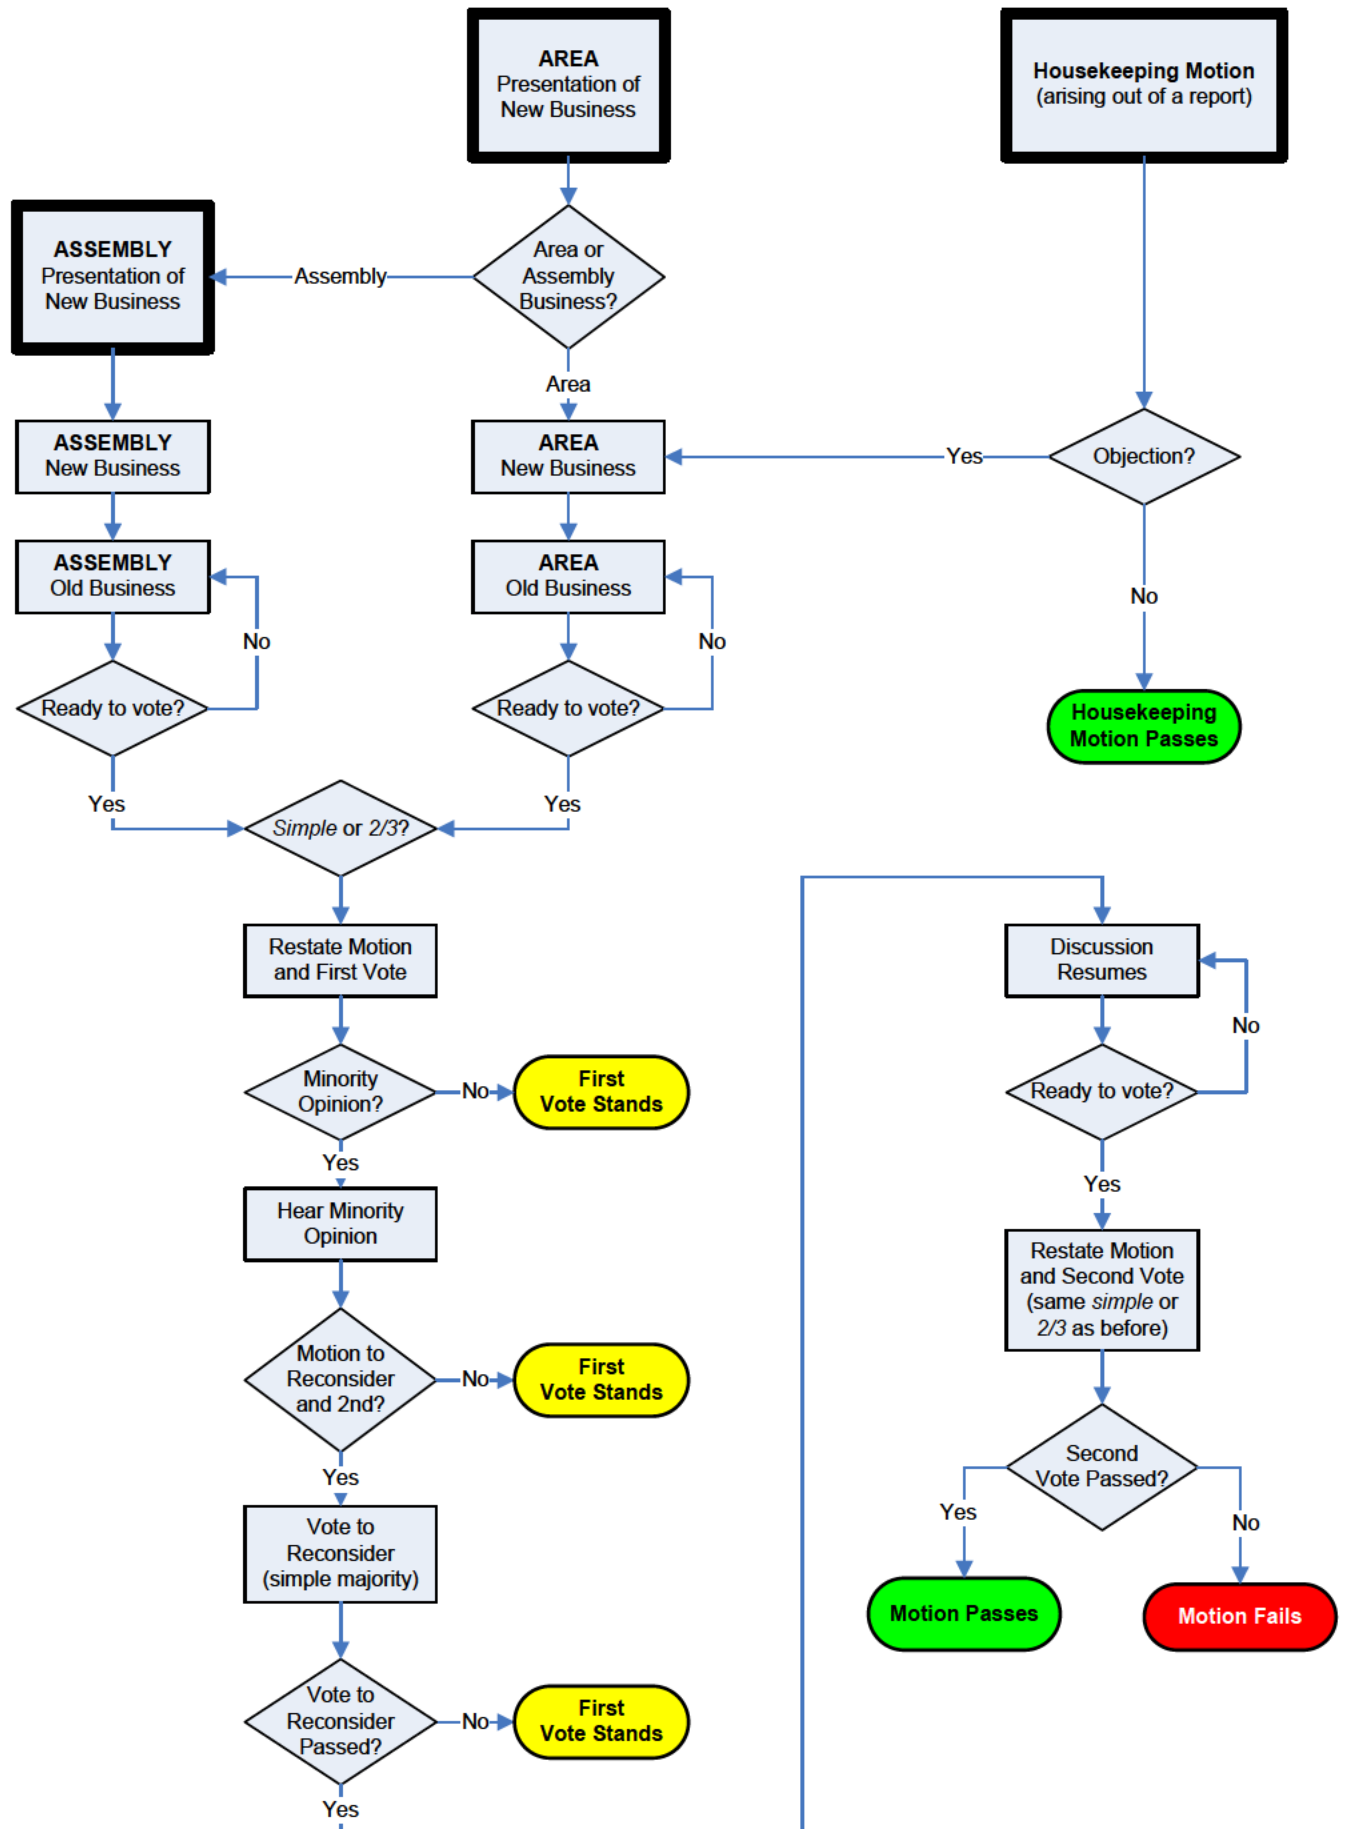 AREA
Presentation of
New Business
Housekeeping Motion
(arising out of a report)
ASSEMBLY
Presentation of
New Business
Assembly
Area or
Assembly
Business?
Area
ASSEMBLY
New Business
AREA
New Business
Yes
Objection?
ASSEMBLY
Old Business
AREA
Old Business
No
No
No
Ready to vote?
Ready to vote?
Housekeeping
Motion Passes
Yes
Yes
Simple or 2/3?
Restate Motion
and First Vote
Minority
Opinion?
No
First
Vote Stands
Yes
Hear Minority
Opinion
Motion to
Reconsider
and 2nd?
No
First
Vote Stands
Yes
Vote to
Reconsider
(simple majority)
Vote to
Reconsider
Passed?
No
First
Vote Stands
Yes
Discussion
Resumes
No
Ready to vote?
Yes
Restate Motion
and Second Vote
(same simple or
2/3 as before)
Second
Vote Passed?
Yes
No
Motion Passes
Motion Fails